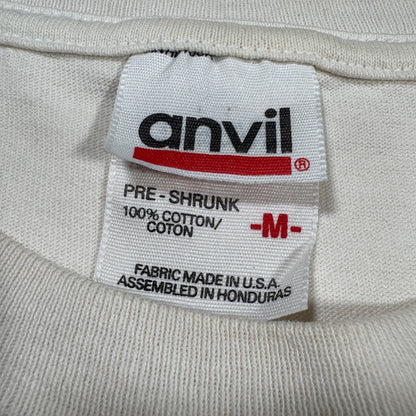 anvil
®
PRE - SHRUNK
100% COTTON/
COTON
-M-
FABRIC MADE IN U.S.A.
ASSEMBLED IN HONDURAS